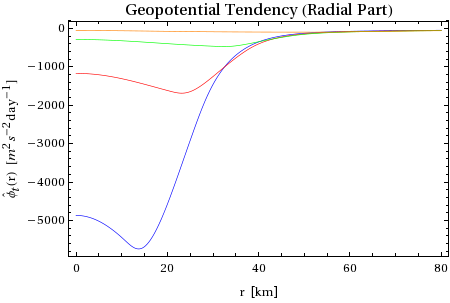 Geopotential Tendency (Radial Part)
0
−1000
−2000
−3000
−4000
−5000
ϕ̂ₜ(r) [m² s⁻² day⁻¹]
0 20 40 60 80
r [km]